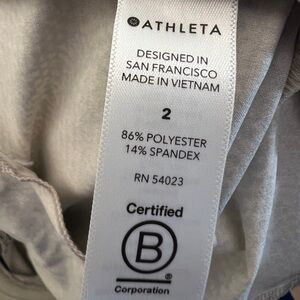 ATHLETA
DESIGNED IN
SAN FRANCISCO
MADE IN VIETNAM
2
86% POLYESTER
14% SPANDEX
RN 54023
Certified
B
®
Corporation